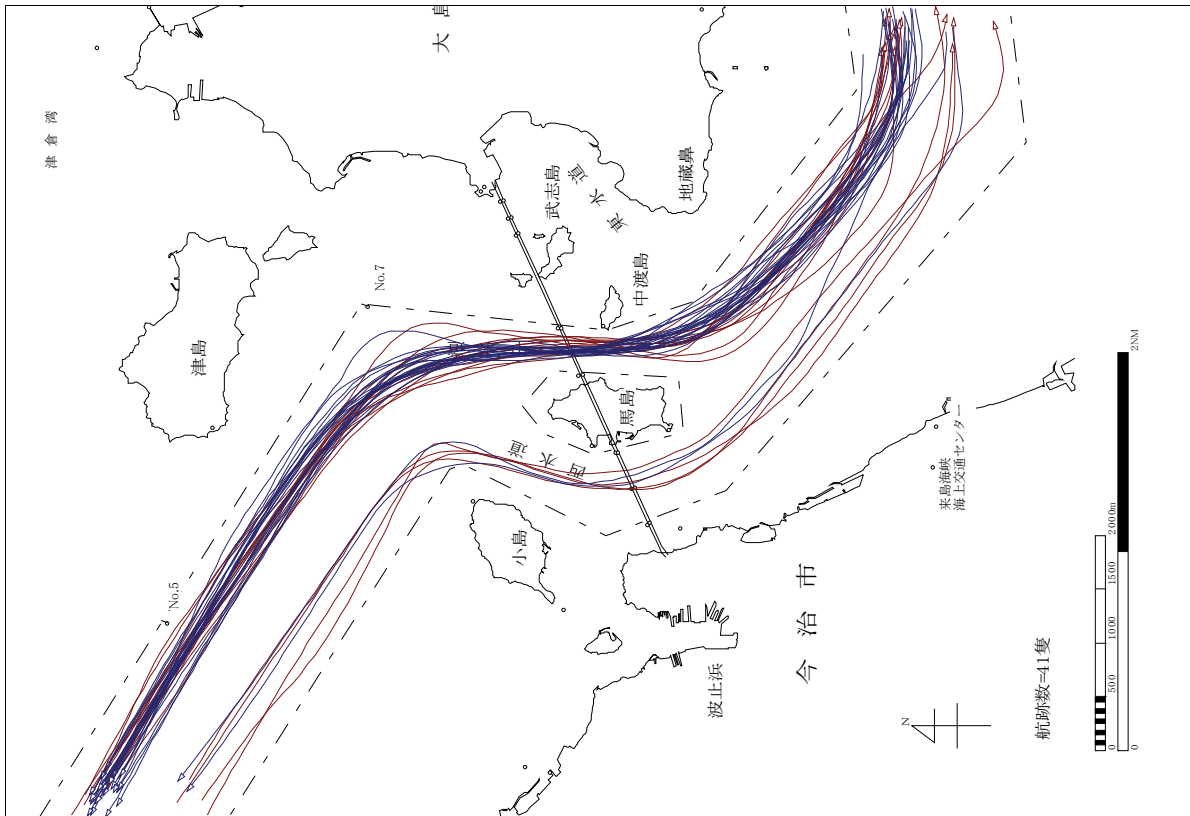 大島
津倉湾
武志島
東水道
地蔵鼻
No.7
中渡島
津島
馬島
西水道
小島
No.5
来島海峡
海上交通センター
今治市
波止浜
N
航跡数=41隻
0
500
1000
1500
2000m
0
2NM